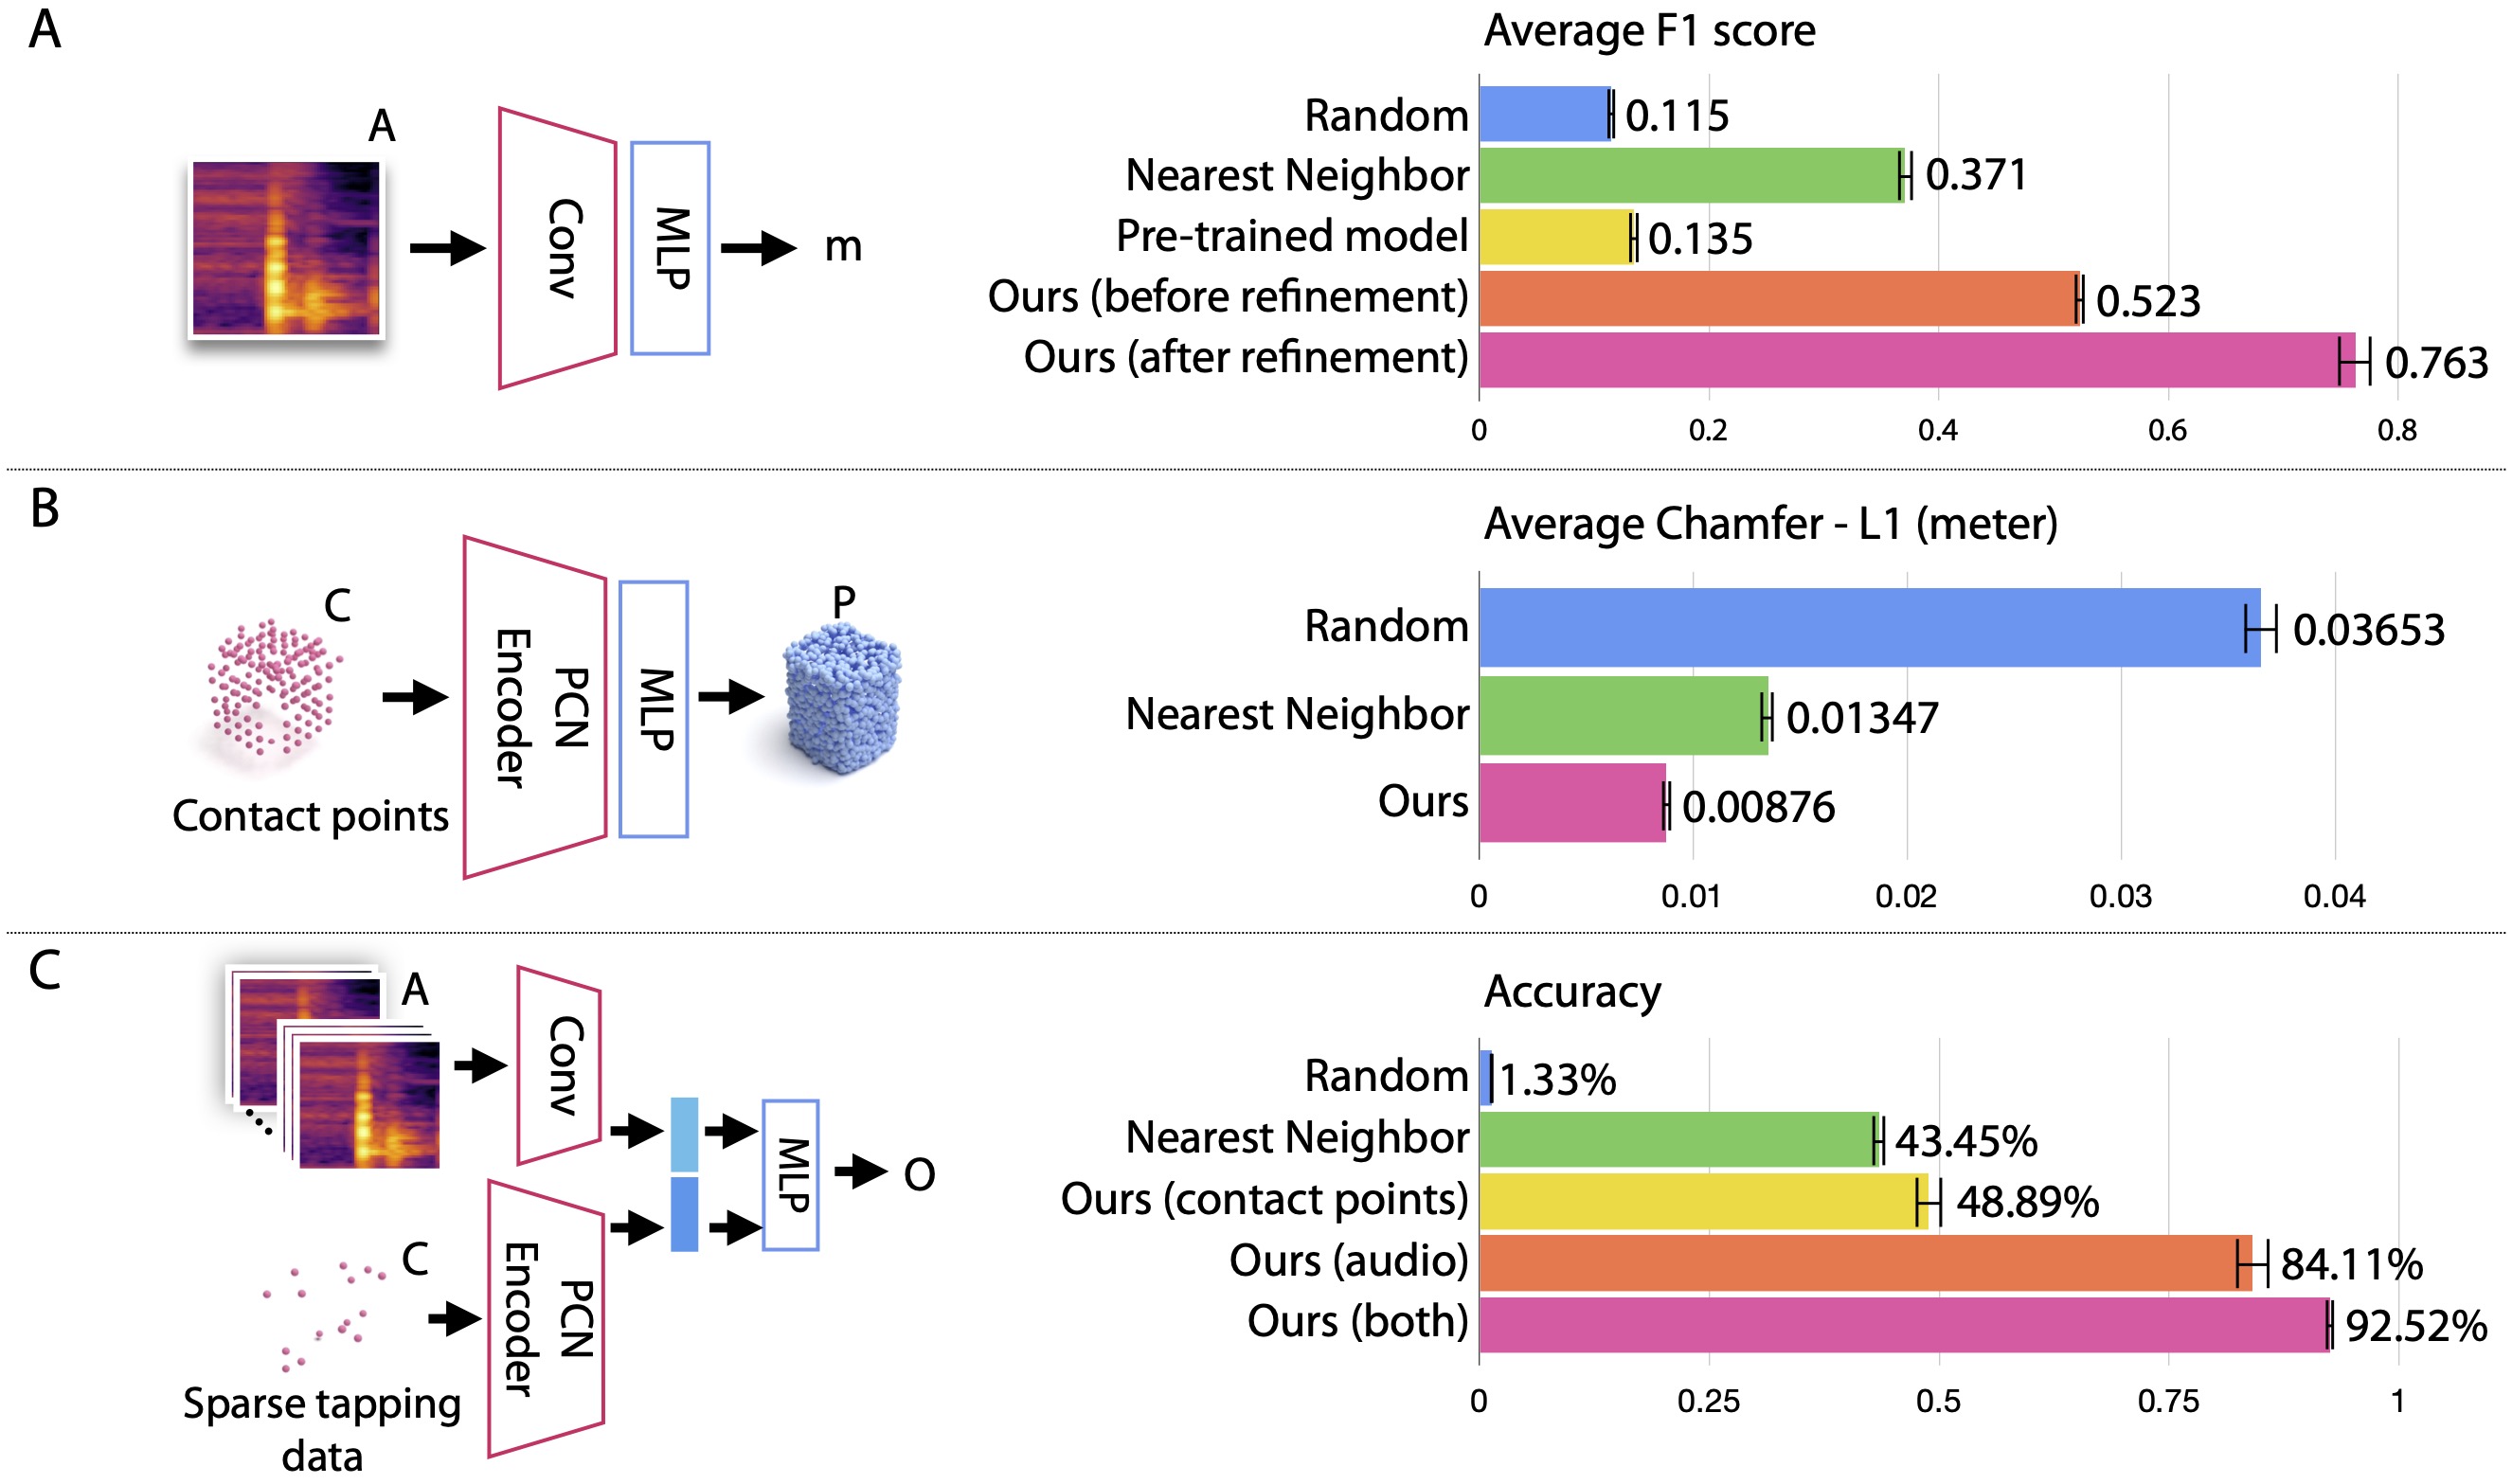 A
A
Conv
MLP
m
Average F1 score
Random
0.115
Nearest Neighbor
0.371
Pre-trained model
0.135
Ours (before refinement)
0.523
Ours (after refinement)
0.763
0 0.2 0.4 0.6 0.8
B
C
Contact points
PCN
Encoder
MLP
P
Average Chamfer - L1 (meter)
Random
0.03653
Nearest Neighbor
0.01347
Ours
0.00876
0 0.01 0.02 0.03 0.04
C
A
Conv
C
Sparse tapping
data
PCN
Encoder
MLP
O
Accuracy
Random
1.33%
Nearest Neighbor
43.45%
Ours (contact points)
48.89%
Ours (audio)
84.11%
Ours (both)
92.52%
0 0.25 0.5 0.75 1